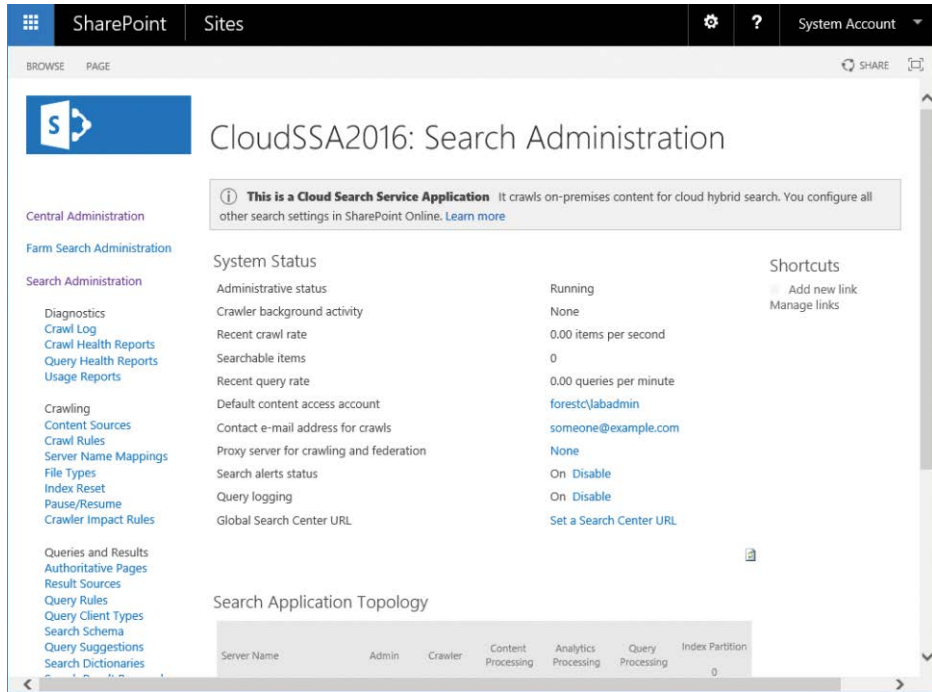 SharePoint Sites ? System Account
BROWSE PAGE SHARE
S
CloudSSA2016: Search Administration
This is a Cloud Search Service Application It crawls on-premises content for cloud hybrid search. You configure all
other search settings in SharePoint Online. Learn more
Central Administration
Farm Search Administration
Search Administration
Diagnostics
Crawl Log
Crawl Health Reports
Query Health Reports
Usage Reports
Crawling
Content Sources
Crawl Rules
Server Name Mappings
File Types
Index Reset
Pause/Resume
Crawler Impact Rules
Queries and Results
Authoritative Pages
Result Sources
Query Rules
Query Client Types
Search Schema
Query Suggestions
Search Dictionaries
System Status
Administrative status Running
Crawler background activity None
Recent crawl rate 0.00 items per second
Searchable items 0
Recent query rate 0.00 queries per minute
Default content access account forestc\labadmin
Contact e-mail address for crawls someone@example.com
Proxy server for crawling and federation None
Search alerts status On Disable
Query logging On Disable
Global Search Center URL Set a Search Center URL
Shortcuts
Add new link
Manage links
Search Application Topology
Server Name Admin Crawler Content Processing Analytics Processing Query Processing Index Partition
0